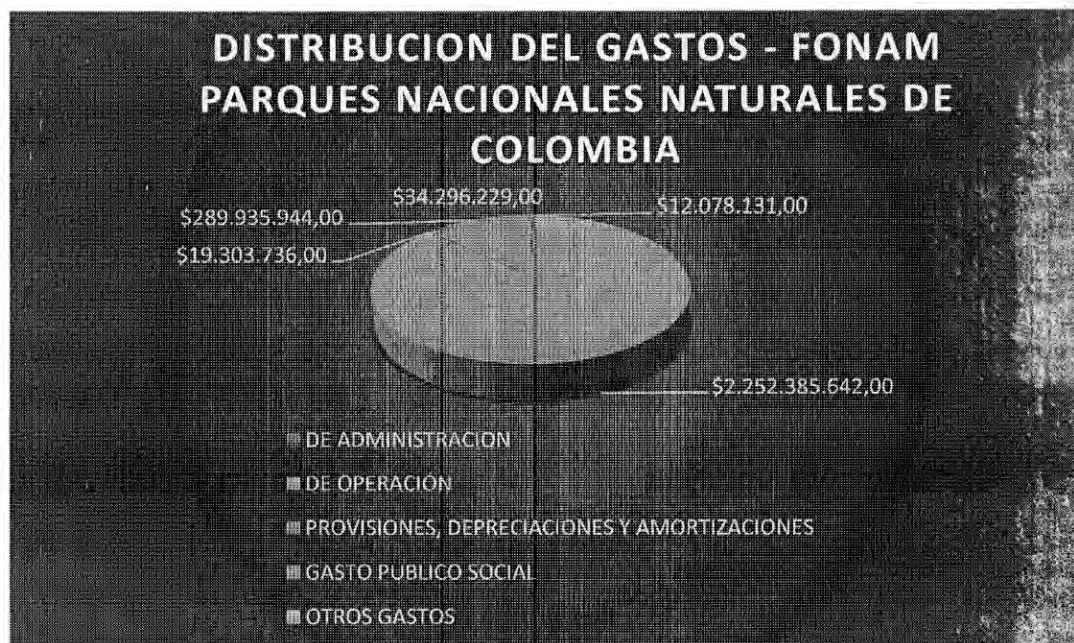 DISTRIBUCION DEL GASTOS - FONAM
PARQUES NACIONALES NATURALES DE
COLOMBIA
$34.296.229,00
$12.078.131,00
$289.935.944,00
$19.303.736,00
$2.252.385.642,00
DE ADMINISTRACION
DE OPERACIÓN
PROVISIONES, DEPRECIACIONES Y AMORTIZACIONES
GASTO PUBLICO SOCIAL
OTROS GASTOS